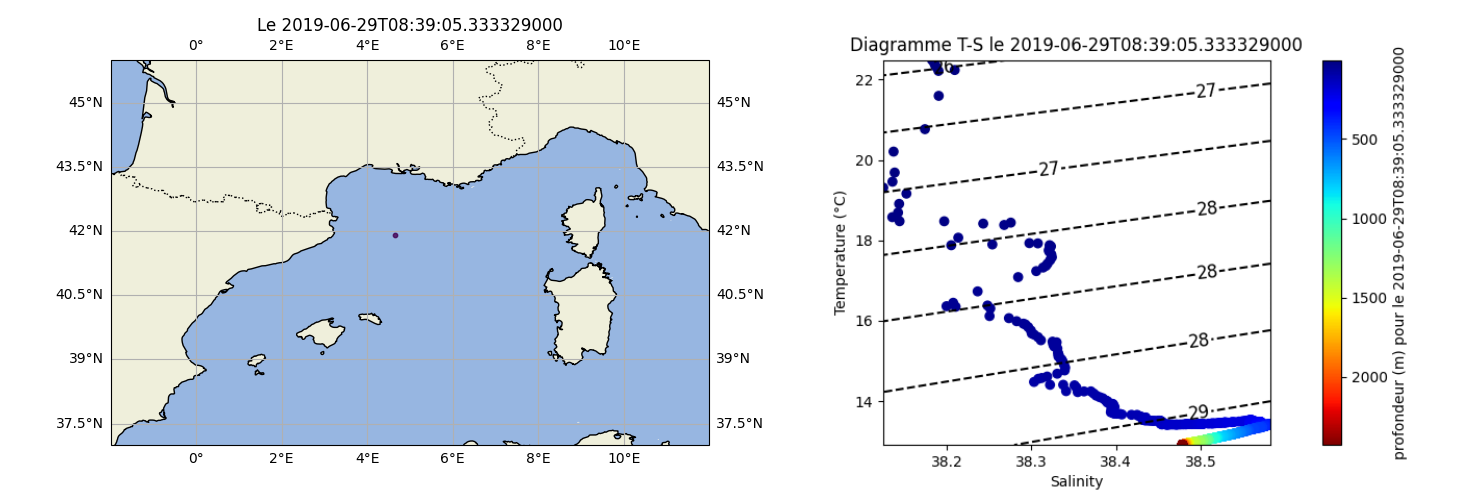 Le 2019-06-29T08:39:05.333329000
0° 2°E 4°E 6°E 8°E 10°E
45°N 45°N
43.5°N 43.5°N
42°N 42°N
40.5°N 40.5°N
39°N 39°N
37.5°N 37.5°N
0° 2°E 4°E 6°E 8°E 10°E
Diagramme T-S le 2019-06-29T08:39:05.333329000
Temperature (°C)
22
20
18
16
14
26
27
27
28
28
28
29
38.2 38.3 38.4 38.5
Salinity
500
1000
1500
2000
profondeur (m) pour le 2019-06-29T08:39:05.333329000